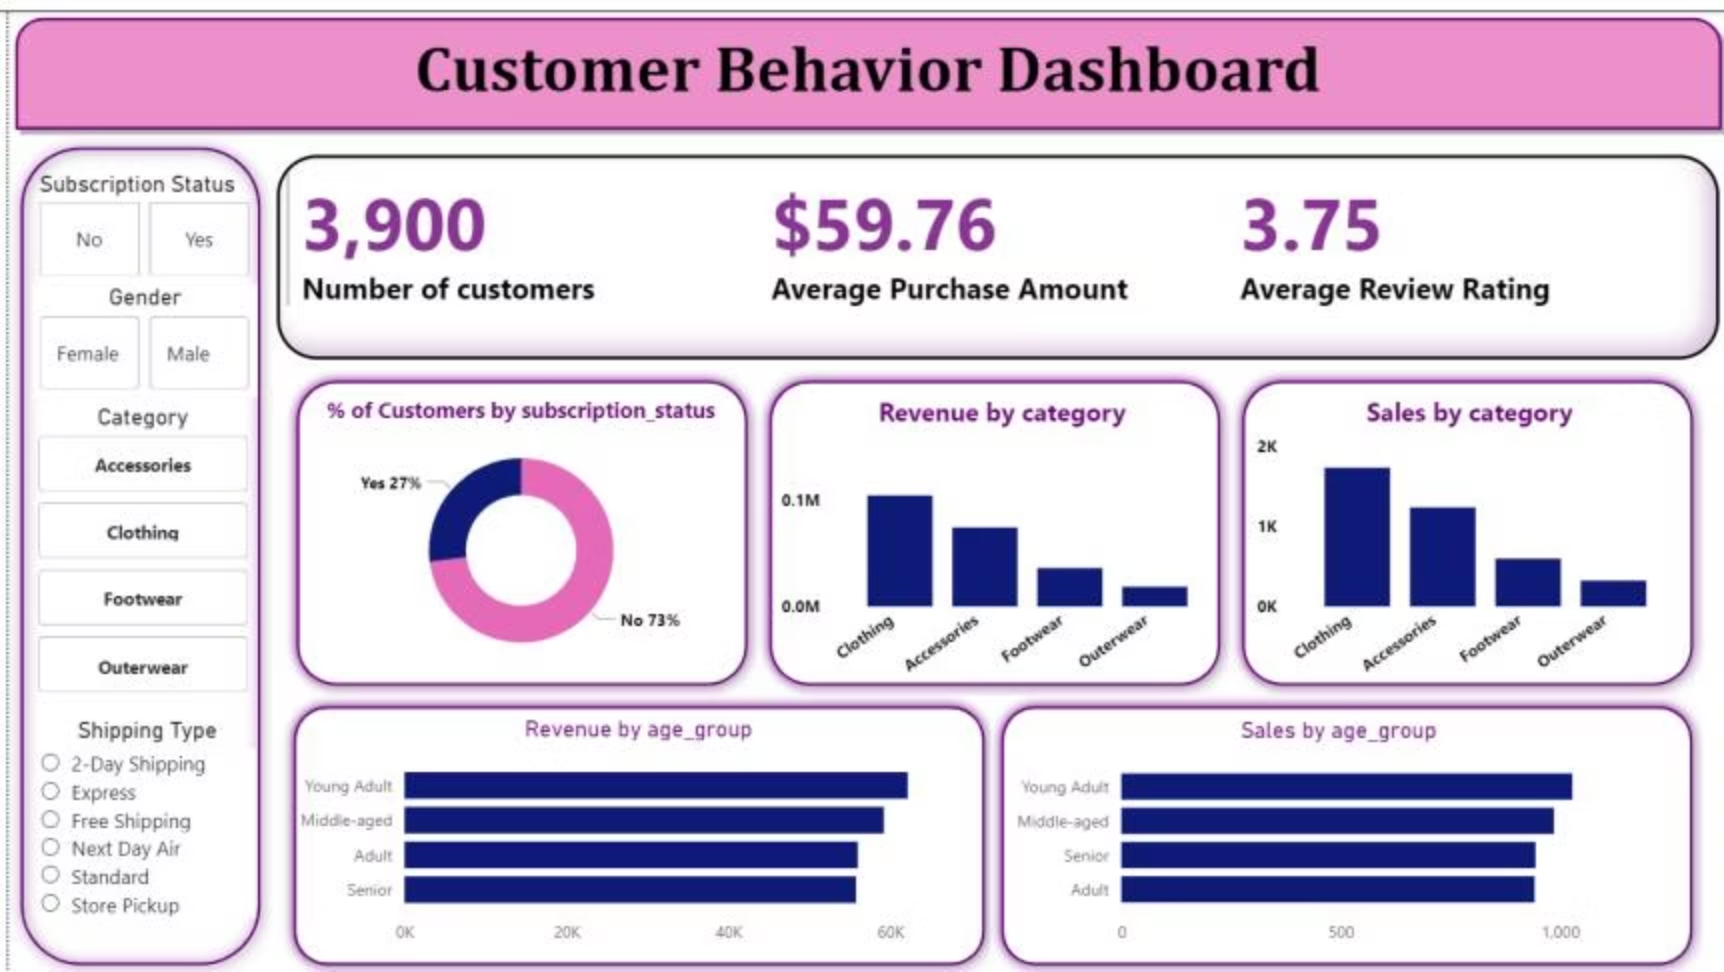 Customer Behavior Dashboard
Subscription Status
No
Yes
Gender
Female
Male
Category
Accessories
Clothing
Footwear
Outerwear
Shipping Type
2-Day Shipping
Express
Free Shipping
Next Day Air
Standard
Store Pickup
3,900
Number of customers
$59.76
Average Purchase Amount
3.75
Average Review Rating
% of Customers by subscription_status
Yes 27%
No 73%
Revenue by category
0.1M
0.0M
Clothing
Accessories
Footwear
Outerwear
Sales by category
2K
1K
0K
Clothing
Accessories
Footwear
Outerwear
Revenue by age_group
Young Adult
Middle-aged
Adult
Senior
0K 20K 40K 60K
Sales by age_group
Young Adult
Middle-aged
Senior
Adult
0 500 1,000